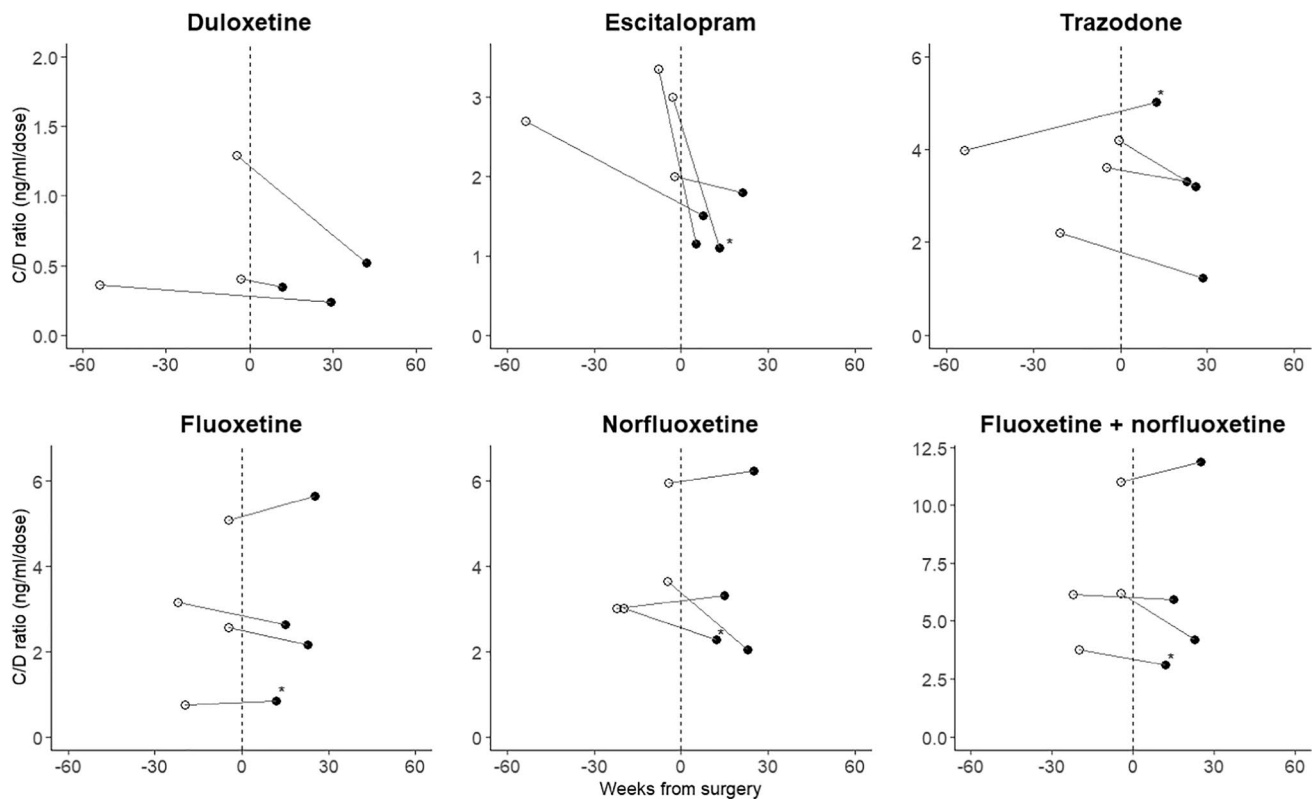 Duloxetine
Escitalopram
Trazodone
C/D ratio (ng/ml/dose)
2.0
1.5
1.0
0.5
0.0
-60 -30 0 30 60
3
2
1
0
*
-60 -30 0 30 60
6
4
2
0
*
-60 -30 0 30 60
Fluoxetine
Norfluoxetine
Fluoxetine + norfluoxetine
C/D ratio (ng/ml/dose)
6
4
2
0
*
-60 -30 0 30 60
6
4
2
0
*
-60 -30 0 30 60
12.5
10.0
7.5
5.0
2.5
0.0
*
-60 -30 0 30 60
Weeks from surgery